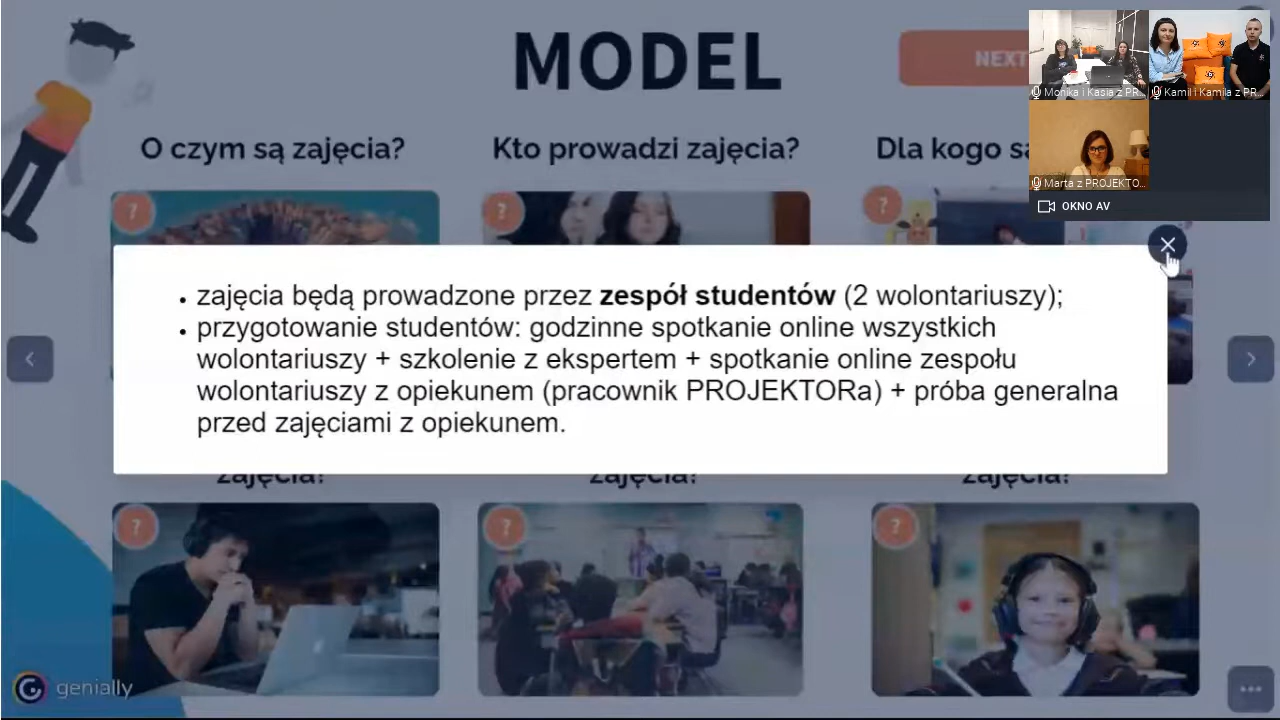 MODEL
NEXT
O czym są zajęcia?
Kto prowadzi zajęcia?
Dla kogo są
?
?
?
Monika i Kasia z PR...
Kamil i Kamila z PR...
Marta z PROJEKTO...
OKNO AV
• zajęcia będą prowadzone przez zespół studentów (2 wolontariuszy);
• przygotowanie studentów: godzinne spotkanie online wszystkich
wolontariuszy + szkolenie z ekspertem + spotkanie online zespołu
wolontariuszy z opiekunem (pracownik PROJEKTORa) + próba generalna
przed zajęciami z opiekunem.
zajęcia?
zajęcia?
zajęcia?
?
?
?
genially